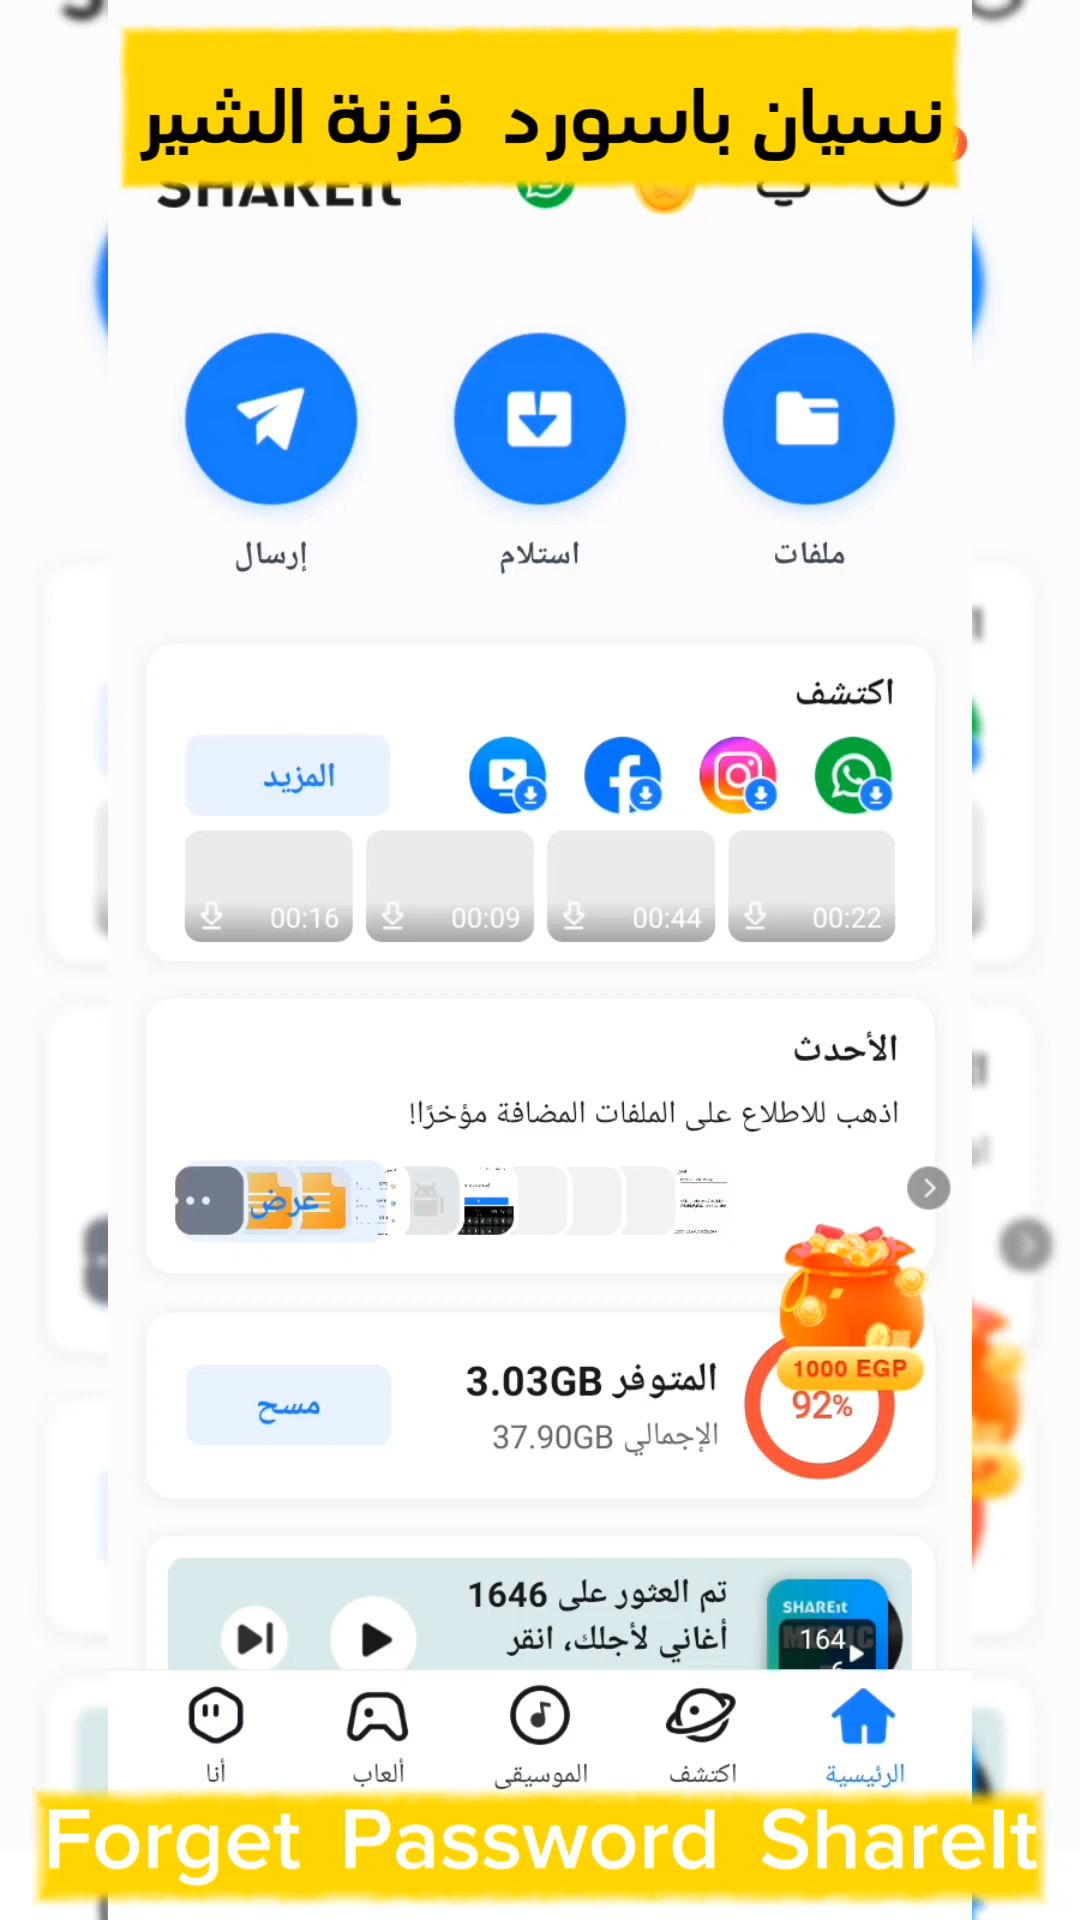 نسيان باسورد خزنة الشير
SHAREit
إرسال
استلام
ملفات
اكتشف
المزيد
00:16
00:09
00:44
00:22
الأحدث
اذهب للاطلاع على الملفات المضافة مؤخرًا!
عرض
1000 EGP
المتوفر 3.03GB
92%
مسح
الإجمالي 37.90GB
تم العثور على 1646
أغاني لأجلك، انقر
SHAREit
164
أنا
ألعاب
الموسيقى
اكتشف
الرئيسية
Forget Password ShareIt